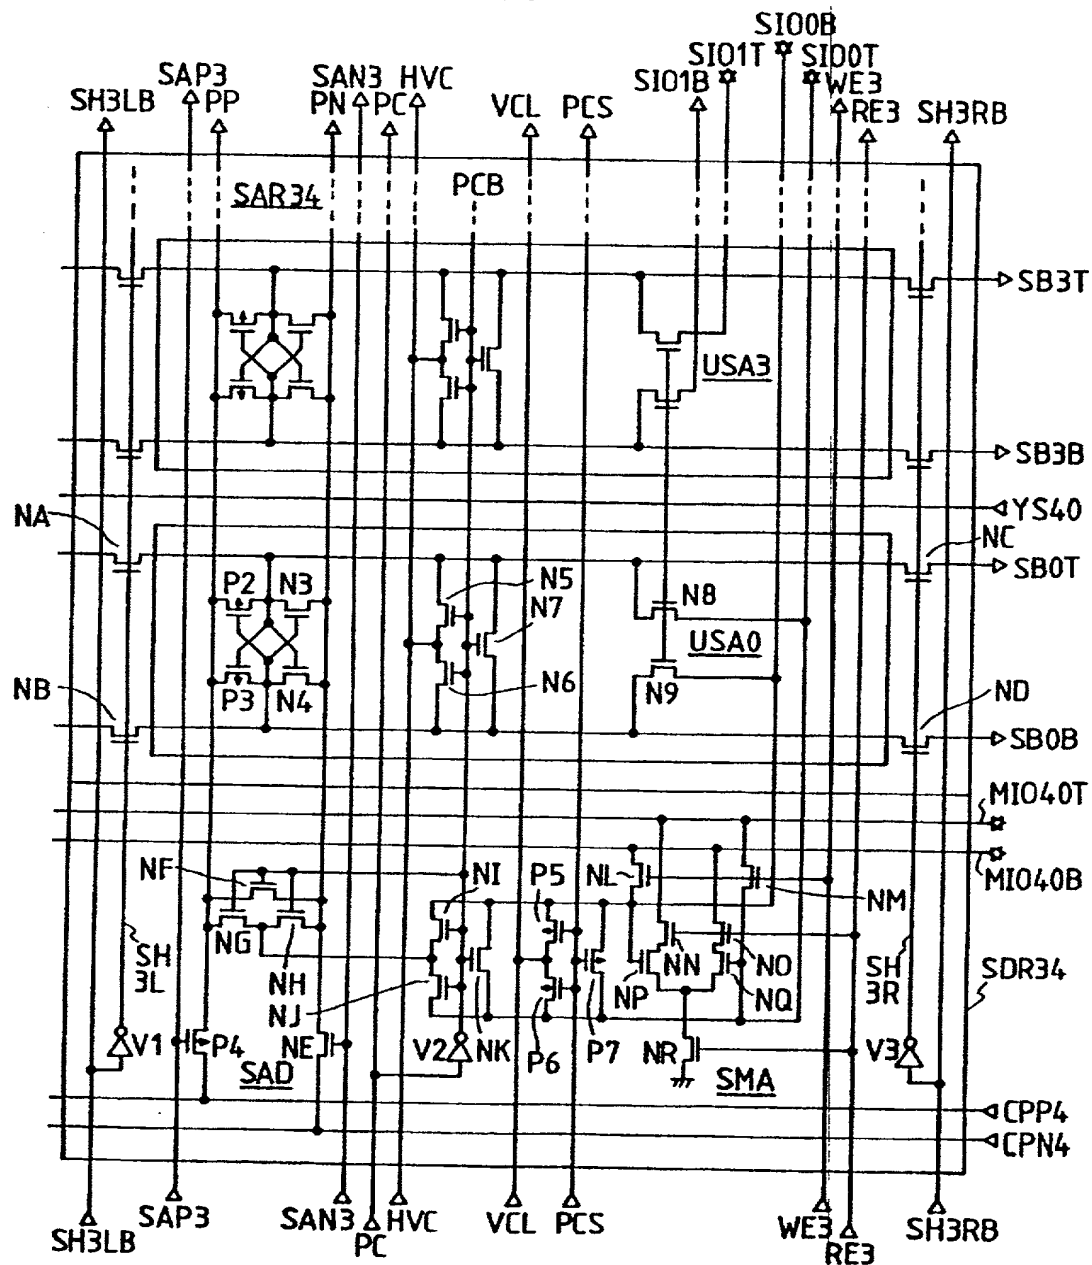 SIO0B
SIO1T
SIO0T
SAP3
SAN3
HVC
SIO1B
WE3
SH3LB
PP
PN
PC
VCL
PCS
RE3
SH3RB
SAR34
PCB
SB3T
USA3
SB3B
YS40
NA
NC
SB0T
P2
N3
N5
N7
N8
USA0
NB
P3
N4
N6
N9
ND
SB0B
MIO40T
MIO40B
NF
NI
P5
NL
NM
NG
NH
NJ
NP
NN
NO
NQ
SH
3L
SH
3R
SDR34
V1
P4
NE
V2
NK
P6
P7
NR
V3
SAD
SMA
CPP4
CPN4
SH3LB
SAP3
SAN3
PC
HVC
VCL
PCS
WE3
RE3
SH3RB